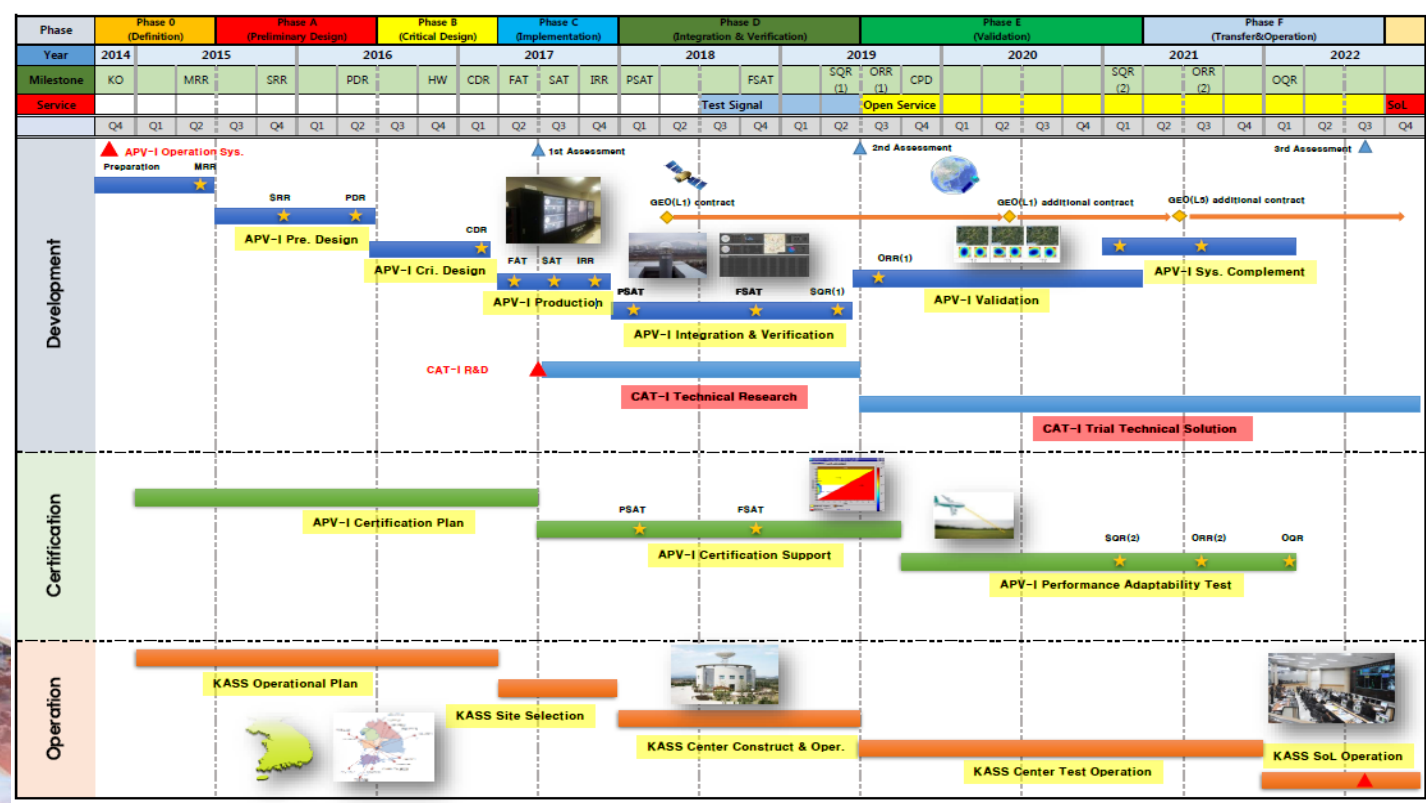 Phase
Phase 0
(Definition)
Phase A
(Preliminary Design)
Phase B
(Critical Design)
Phase C
(Implementation)
Phase D
(Integration & Verification)
Phase E
(Validation)
Phase F
(Transfer&Operation)
Year 2014 2015 2016 2017 2018 2019 2020 2021 2022
Milestone KO MRR SRR PDR HW CDR FAT SAT IRR PSAT FSAT SQR (1) ORR (1) CPD SQR (2) ORR (2) OQR
Service Test Signal Open Service SoL
Q4 Q1 Q2 Q3 Q4 Q1 Q2 Q3 Q4 Q1 Q2 Q3 Q4 Q1 Q2 Q3 Q4 Q1 Q2 Q3 Q4 Q1 Q2 Q3 Q4 Q1 Q2 Q3 Q4 Q1 Q2 Q3 Q4
Development
APV-I Operation Sys.
1st Assessment
2nd Assessment
3rd Assessment
Preparation MRR
SRR PDR
APV-I Pre. Design
GEO(L1) contract
GEO(L1) additional contract
GEO(L5) additional contract
CDR
APV-I Cri. Design
FAT SAT IRR
APV-I Production
PSAT FSAT SQR(1)
APV-I Integration & Verification
ORR(1)
APV-I Validation
APV-I Sys. Complement
CAT-I R&D
CAT-I Technical Research
CAT-I Trial Technical Solution
Certification
APV-I Certification Plan
PSAT FSAT
APV-I Certification Support
SQR(2) ORR(2) OQR
APV-I Performance Adaptability Test
Operation
KASS Operational Plan
KASS Site Selection
KASS Center Construct & Oper.
KASS Center Test Operation
KASS SoL Operation